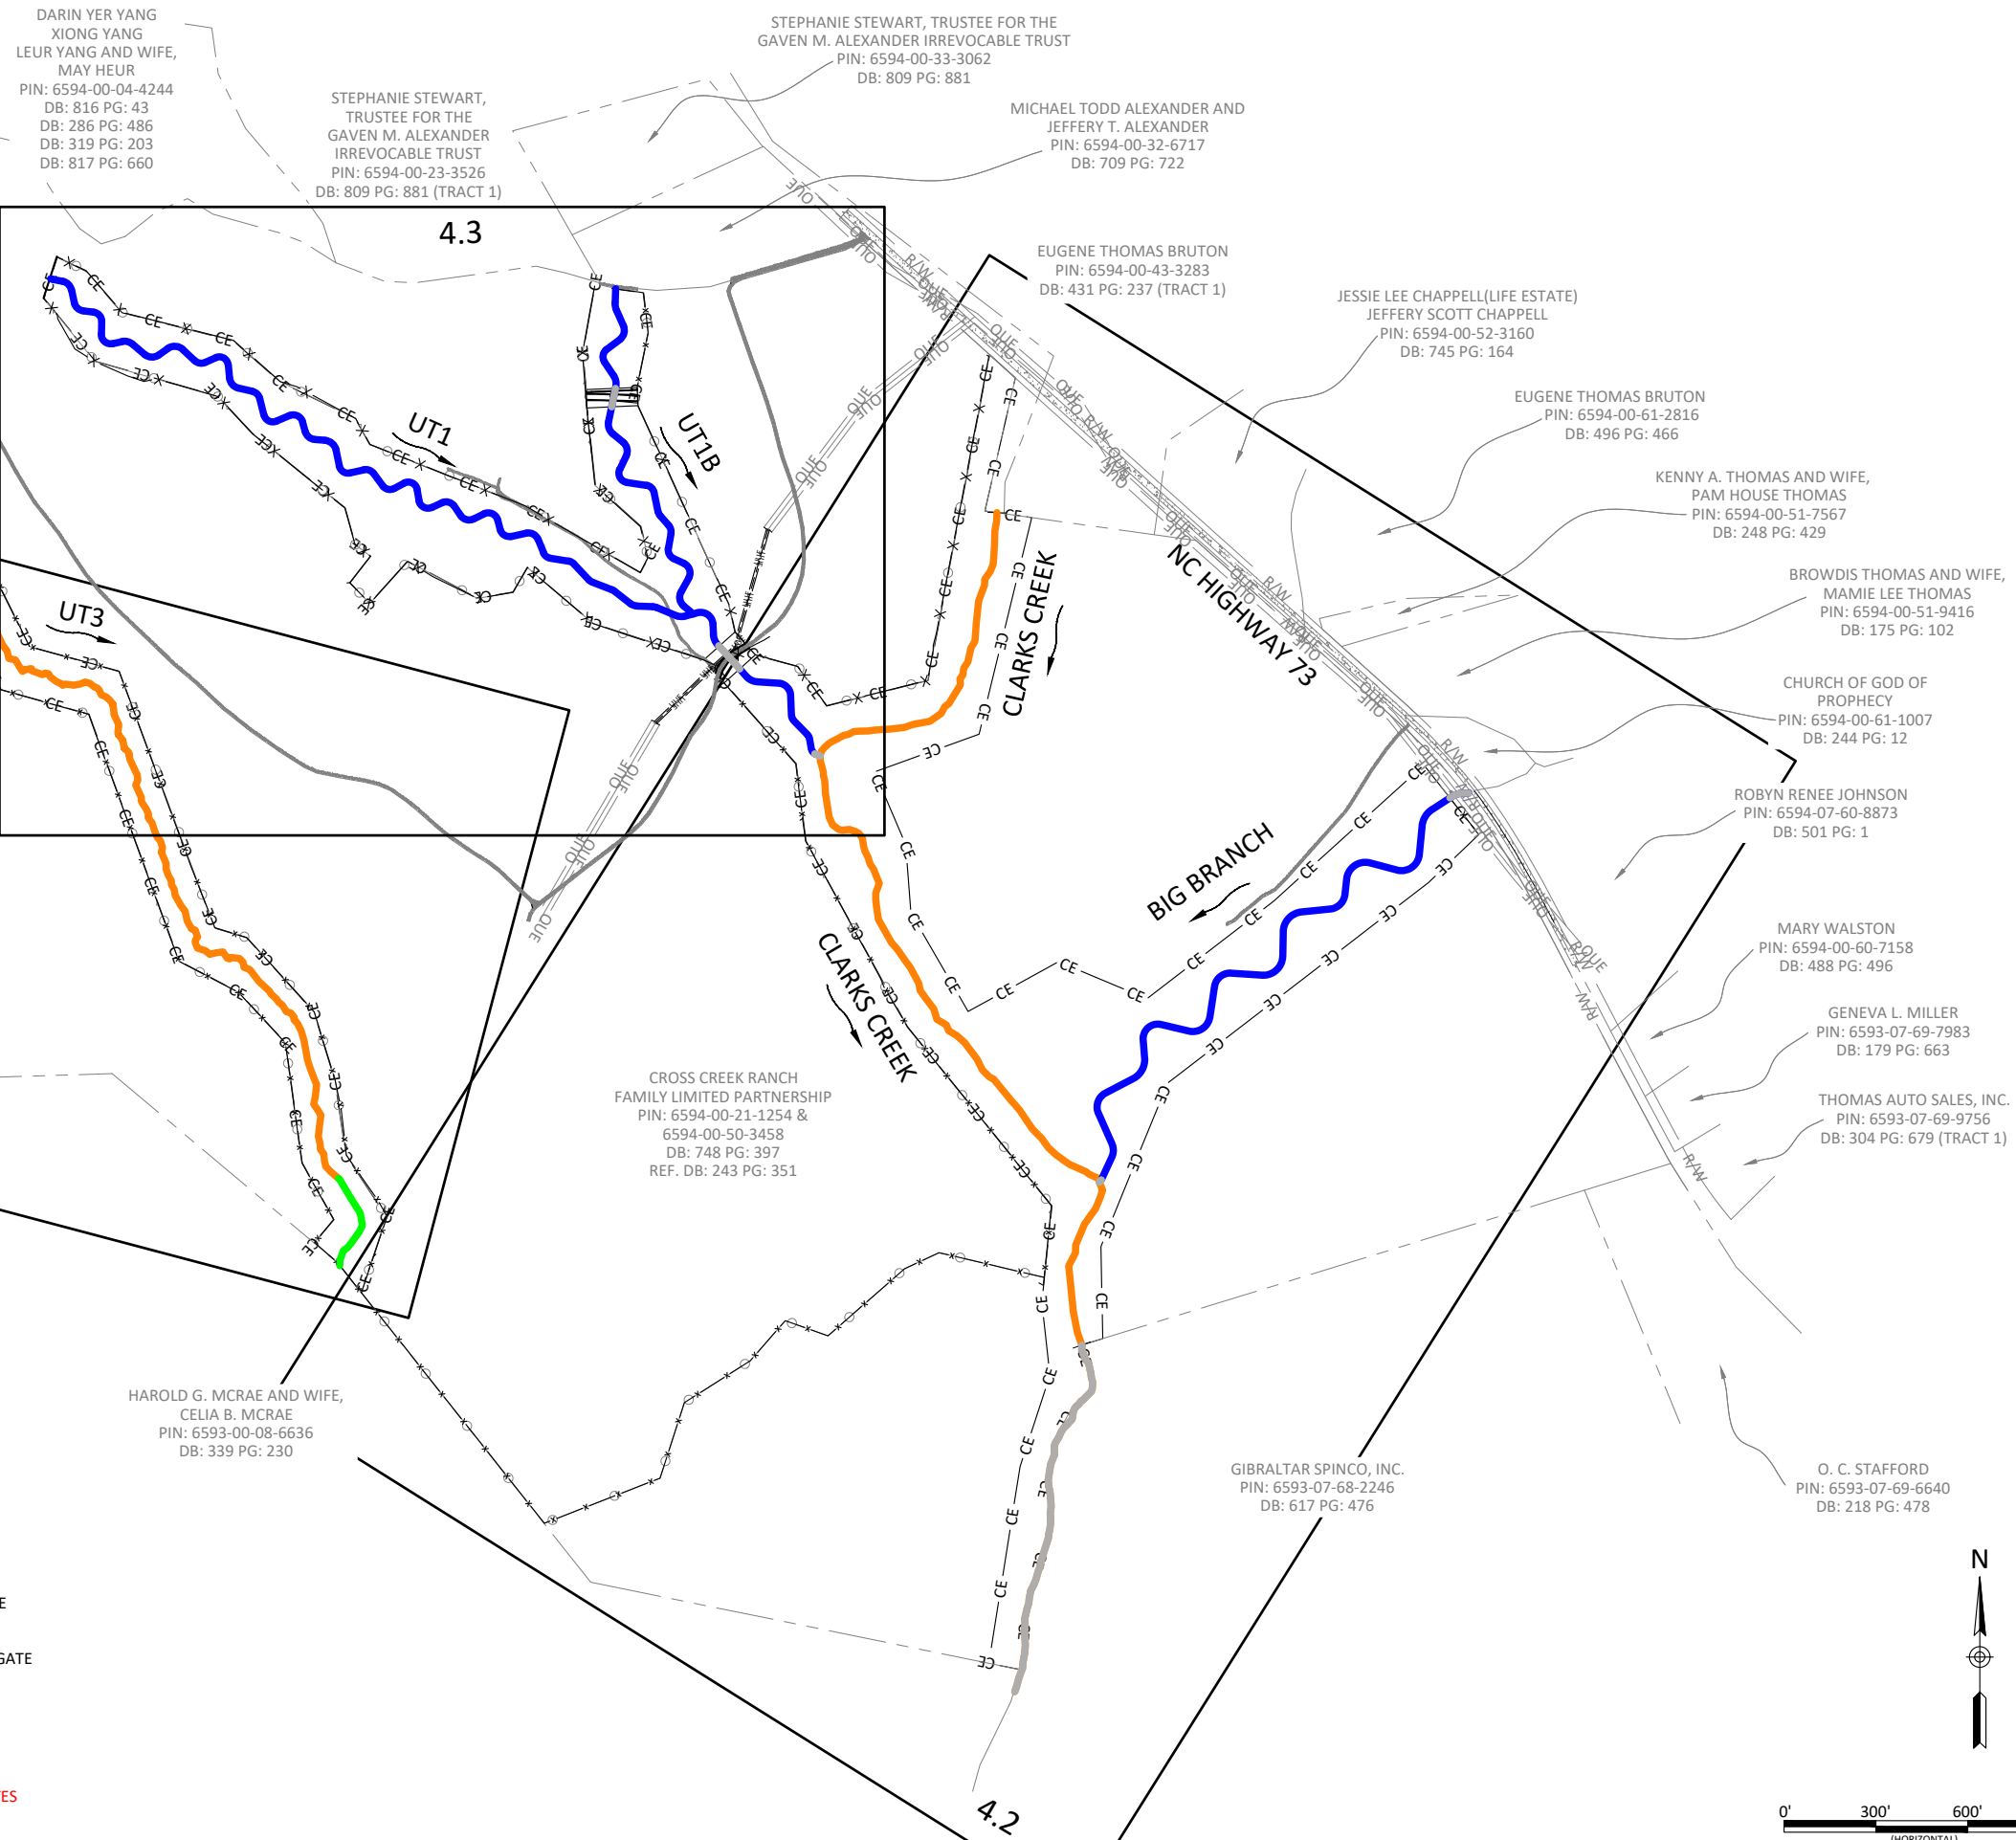 DARIN YER YANG
XIONG YANG
LEUR YANG AND WIFE,
MAY HEUR
PIN: 6594-00-04-4244
DB: 816 PG: 43
DB: 286 PG: 486
DB: 319 PG: 203
DB: 817 PG: 660
STEPHANIE STEWART,
TRUSTEE FOR THE
GAVEN M. ALEXANDER
IRREVOCABLE TRUST
PIN: 6594-00-23-3526
DB: 809 PG: 881 (TRACT 1)
STEPHANIE STEWART, TRUSTEE FOR THE
GAVEN M. ALEXANDER IRREVOCABLE TRUST
PIN: 6594-00-33-3062
DB: 809 PG: 881
MICHAEL TODD ALEXANDER AND
JEFFERY T. ALEXANDER
PIN: 6594-00-32-6717
DB: 709 PG: 722
4.3
EUGENE THOMAS BRUTON
PIN: 6594-00-43-3283
DB: 431 PG: 237 (TRACT 1)
JESSIE LEE CHAPPELL(LIFE ESTATE)
JEFFERY SCOTT CHAPPELL
PIN: 6594-00-52-3160
DB: 745 PG: 164
EUGENE THOMAS BRUTON
PIN: 6594-00-61-2816
DB: 496 PG: 466
KENNY A. THOMAS AND WIFE,
PAM HOUSE THOMAS
PIN: 6594-00-51-7567
DB: 248 PG: 429
BROWDIS THOMAS AND WIFE,
MAMIE LEE THOMAS
PIN: 6594-00-51-9416
DB: 175 PG: 102
CHURCH OF GOD OF
PROPHECY
PIN: 6594-00-61-1007
DB: 244 PG: 12
ROBYN RENEE JOHNSON
PIN: 6594-07-60-8873
DB: 501 PG: 1
MARY WALSTON
PIN: 6594-00-60-7158
DB: 488 PG: 496
GENEVA L. MILLER
PIN: 6593-07-69-7983
DB: 179 PG: 663
THOMAS AUTO SALES, INC.
PIN: 6593-07-69-9756
DB: 304 PG: 679 (TRACT 1)
UT1
UT1B
UT3
CLARKS CREEK
NC HIGHWAY 73
BIG BRANCH
CLARKS CREEK
CROSS CREEK RANCH
FAMILY LIMITED PARTNERSHIP
PIN: 6594-00-21-1254 &
6594-00-50-3458
DB: 748 PG: 397
REF. DB: 243 PG: 351
HAROLD G. MCRAE AND WIFE,
CELIA B. MCRAE
PIN: 6593-00-08-6636
DB: 339 PG: 230
GIBRALTAR SPINCO, INC.
PIN: 6593-07-68-2246
DB: 617 PG: 476
O. C. STAFFORD
PIN: 6593-07-69-6640
DB: 218 PG: 478
R/W
OUE
CE
N
4.2
0' 300' 600'
(HORIZONTAL)